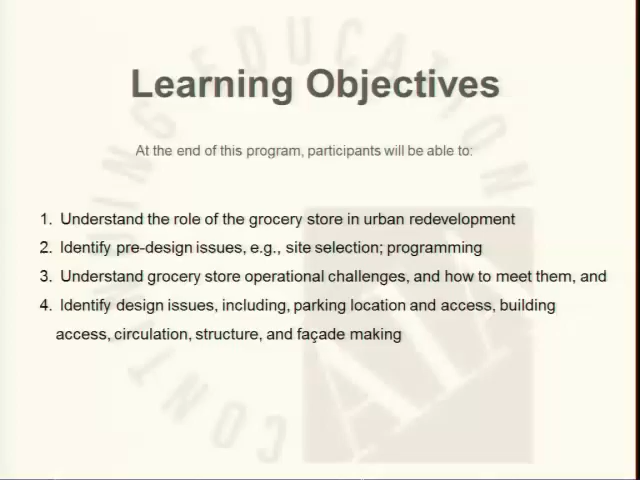 Learning Objectives
At the end of this program, participants will be able to:
1. Understand the role of the grocery store in urban redevelopment
2. Identify pre-design issues, e.g., site selection; programming
3. Understand grocery store operational challenges, and how to meet them, and
4. Identify design issues, including, parking location and access, building
access, circulation, structure, and façade making
CONTINUING EDUCATION
AIA